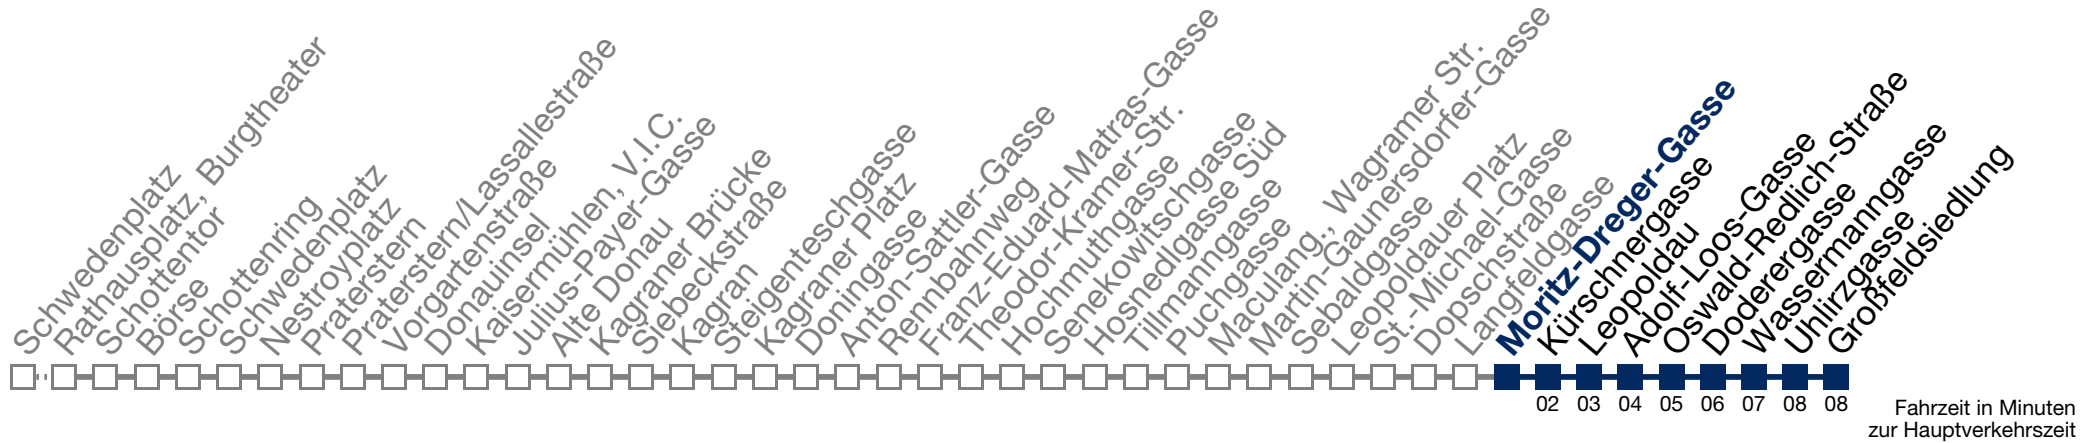 Schwedenplatz
Rathausplatz, Burgtheater
Schottentor
Börse
Schottenring
Schwedenplatz
Nestroyplatz
Praterstern
Praterstern/Lassallestraße
Vorgartenstraße
Donauinsel
Kaisermühlen, V.I.C.
Julius-Payer-Gasse
Alte Donau
Kagraner Brücke
Siebeckstraße
Kagran
Steigenteschgasse
Kagraner Platz
Doningasse
Anton-Sattler-Gasse
Rennbahnweg
Franz-Eduard-Matras-Gasse
Theodor-Kramer-Str.
Hochmuthgasse
Senekowitschgasse
Hosnedlgasse Süd
Tillmanngasse
Puchgasse
Maculang., Wagramer Str.
Martin-Gaunersdorfer-Gasse
Sebaldgasse
Leopoldauer Platz
St.-Michael-Gasse
Dopschstraße
Langfeldgasse
Moritz-Dreger-Gasse
Kürschnergasse
Leopoldau
Adolf-Loos-Gasse
Oswald-Redlich-Straße
Doderergasse
Wassermanngasse
Uhlirzgasse
Großfeldsiedlung
02 03 04 05 06 07 08 08
Fahrzeit in Minuten
zur Hauptverkehrszeit